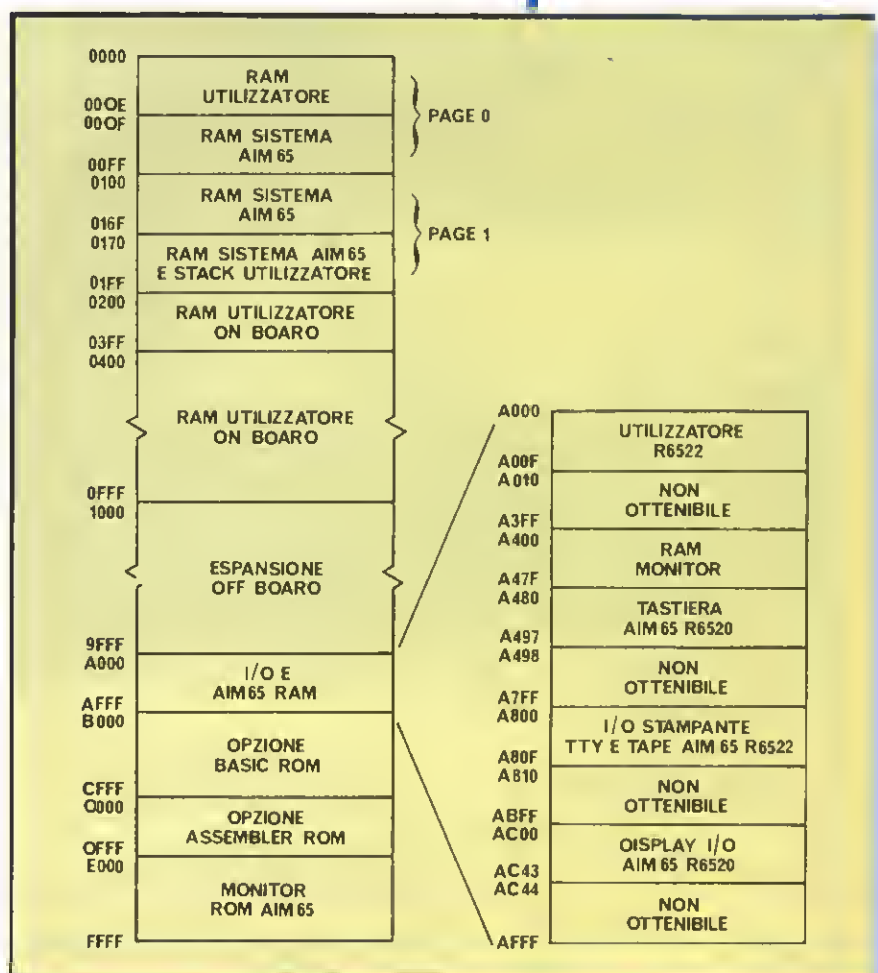 0000
RAM
UTILIZZATORE
00OE
00OF
PAGE 0
RAM SISTEMA
AIM 65
00FF
0100
RAM SISTEMA
AIM 65
016F
0170
PAGE 1
RAM SISTEMA AIM 65
E STACK UTILIZZATORE
01FF
0200
RAM UTILIZZATORE
ON BOARO
03FF
0400
RAM UTILIZZATORE
ON BOARO
0FFF
1000
ESPANSIONE
OFF BOARO
9FFF
A000
I/O E
AIM65 RAM
AFFF
B000
OPZIONE
BASIC ROM
CFFF
O000
OPZIONE
ASSEMBLER ROM
OFFF
E000
MONITOR
ROM AIM65
FFFF
A000
UTILIZZATORE
R6522
A00F
A010
NON
OTTENIBILE
A3FF
A400
RAM
MONITOR
A47F
A480
TASTIERA
AIM 65 R6520
A497
A498
NON
OTTENIBILE
A7FF
A800
I/O STAMPANTE
TTY E TAPE AIM 65 R6522
A80F
A810
NON
OTTENIBILE
ABFF
AC00
OISPLAY I/O
AIM 65 R6520
AC43
AC44
NON
OTTENIBILE
AFFF